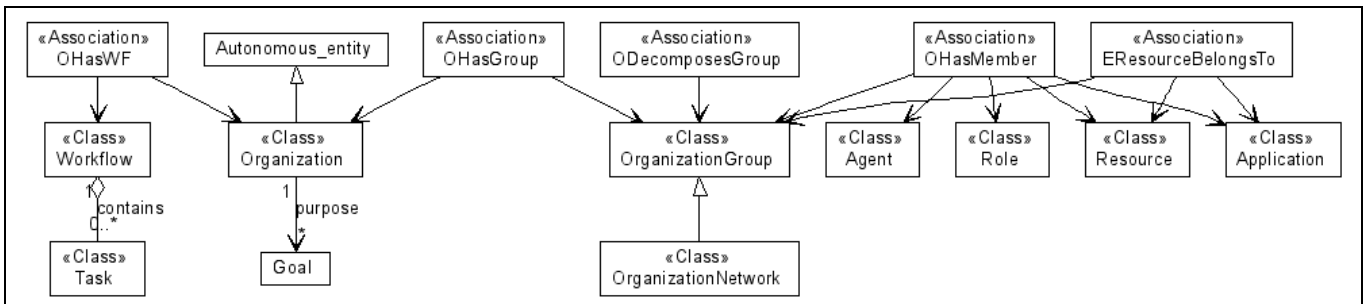 «Association»
OHasWF
Autonomous_entity
«Association»
OHasGroup
«Association»
ODecomposesGroup
«Association»
OHasMember
«Association»
EResourceBelongsTo
«Class»
Workflow
«Class»
Organization
«Class»
OrganizationGroup
«Class»
Agent
«Class»
Role
«Class»
Resource
«Class»
Application
1
contains
0..*
1
purpose
*
«Class»
Task
Goal
«Class»
OrganizationNetwork